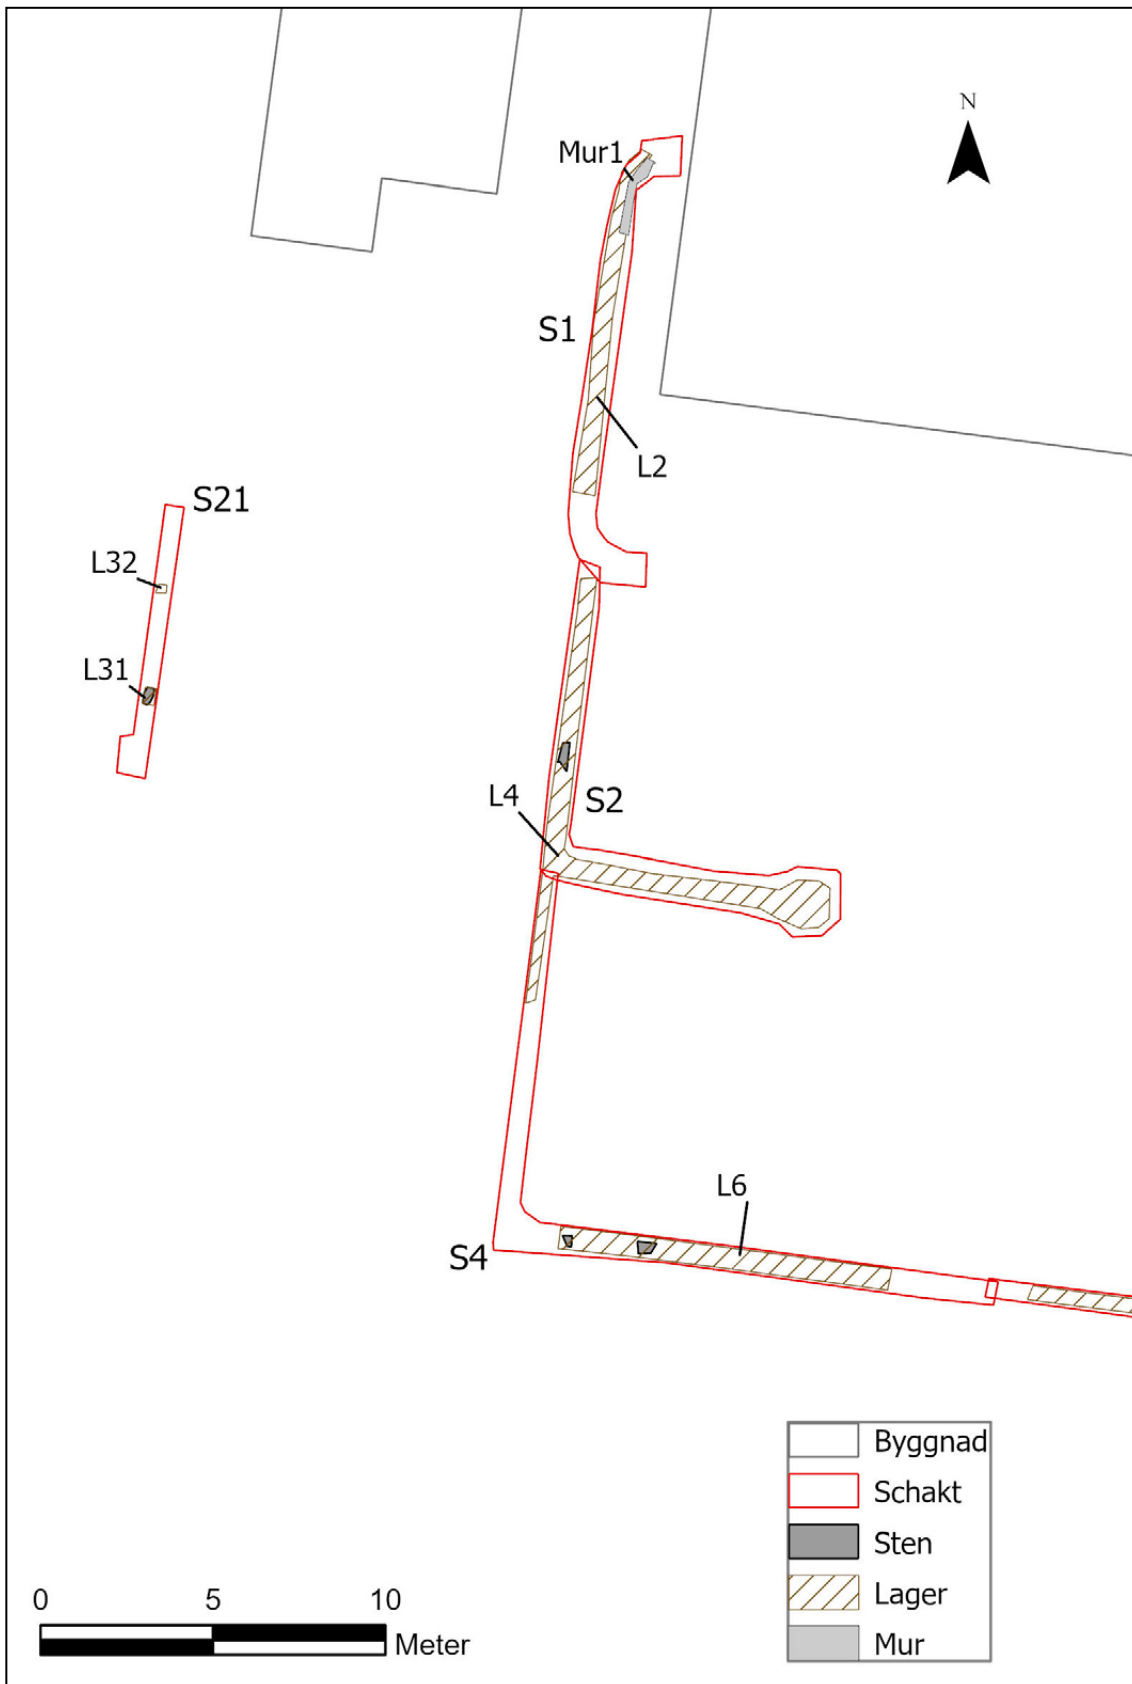 N
Mur1
S1
L2
S21
L32
L31
L4
S2
L6
S4
Byggnad
Schakt
Sten
Lager
Mur
0 5 10
Meter